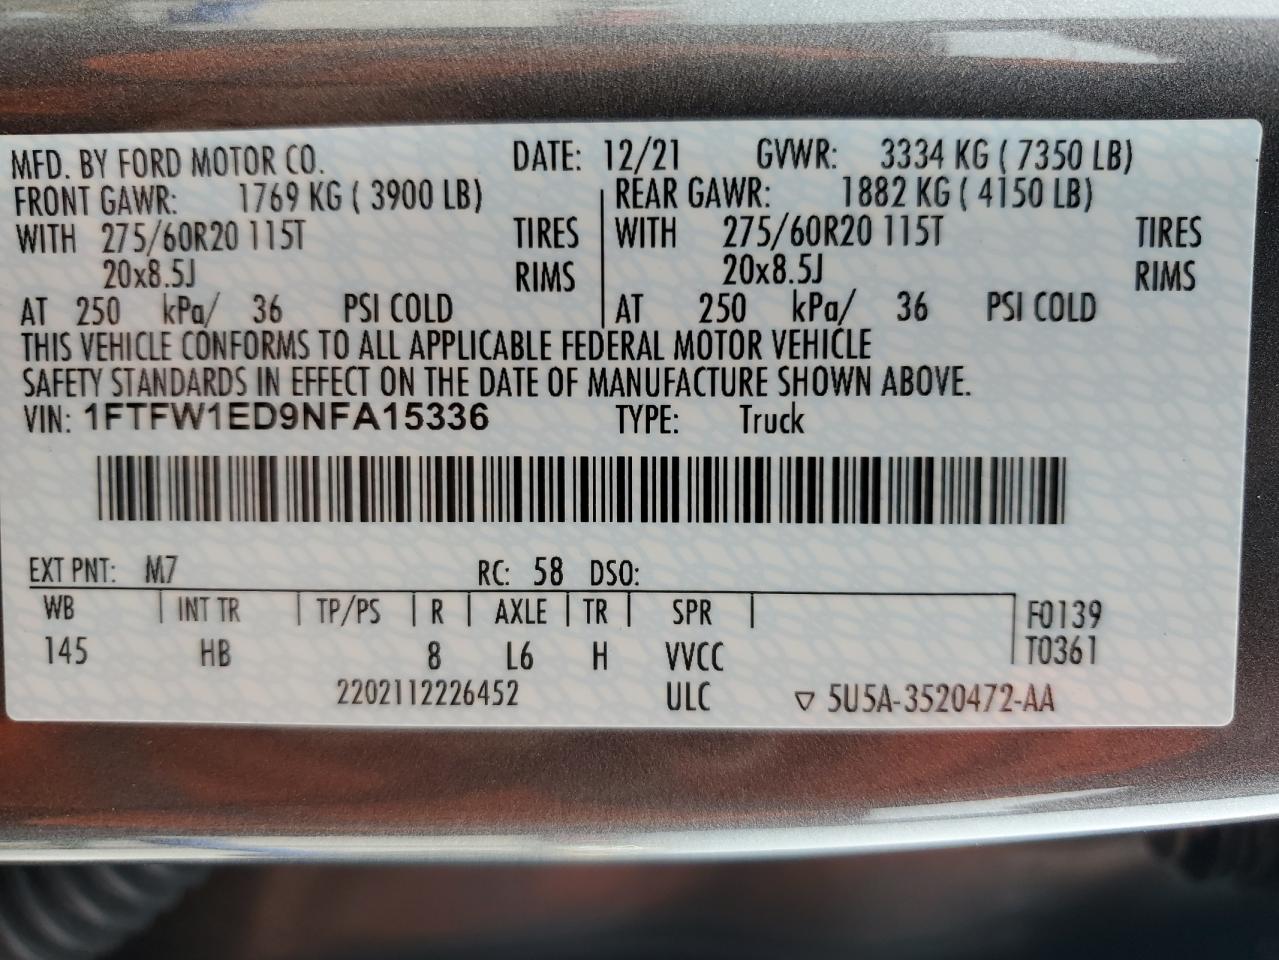 MFD. BY FORD MOTOR CO. DATE: 12/21 GVWR: 3334 KG ( 7350 LB)
FRONT GAWR: 1769 KG ( 3900 LB) REAR GAWR: 1882 KG ( 4150 LB)
WITH 275/60R20 115T TIRES WITH 275/60R20 115T TIRES
20x8.5J RIMS 20x8.5J RIMS
AT 250 kPa/ 36 PSI COLD AT 250 kPa/ 36 PSI COLD
THIS VEHICLE CONFORMS TO ALL APPLICABLE FEDERAL MOTOR VEHICLE
SAFETY STANDARDS IN EFFECT ON THE DATE OF MANUFACTURE SHOWN ABOVE.
VIN: 1FTFW1ED9NFA15336 TYPE: Truck
EXT PNT: M7 RC: 58 DSO:
WB INT TR TP/PS R AXLE TR SPR F0139
145 HB 8 L6 H VVCC T0361
2202112226452 ULC ▽ 5U5A-3520472-AA